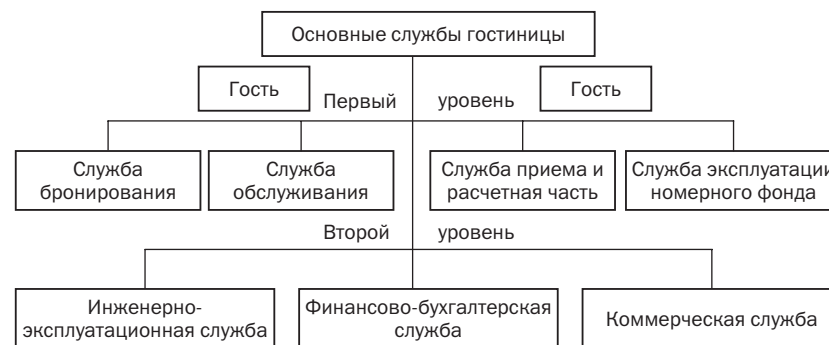 Основные службы гостиницы
Гость
Гость
Первый уровень
Служба
бронирования
Служба
обслуживания
Служба приема и
расчетная часть
Служба эксплуатации
номерного фонда
Второй уровень
Инженерно-
эксплуатационная служба
Финансово-бухгалтерская
служба
Коммерческая служба